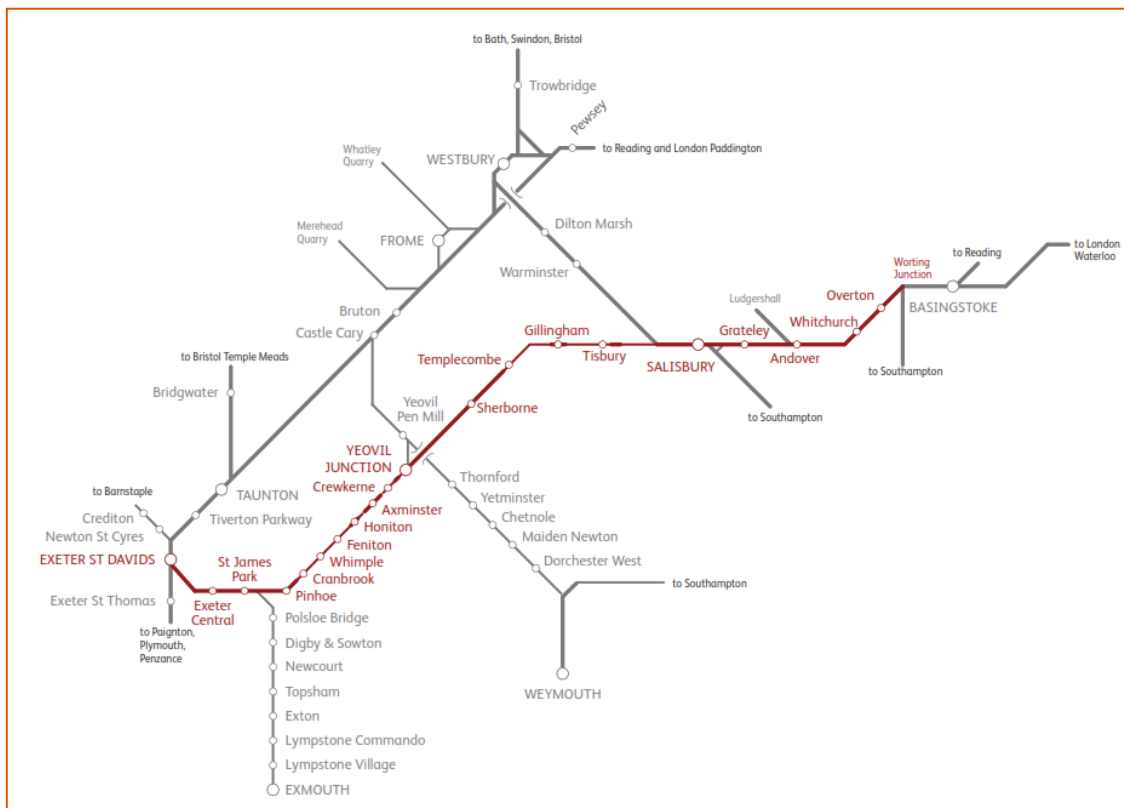 to Bath, Swindon, Bristol
Trowbridge
Pewsey
to Reading and London Paddington
WESTBURY
Whatley
Quarry
Merehead
Quarry
FROME
Dilton Marsh
Warminster
to London
Waterloo
to Reading
Worting
Junction
BASINGSTOKE
Overton
Whitchurch
Ludgershall
Grateley
Andover
to Southampton
Bruton
Castle Cary
Gillingham
Tisbury
SALISBURY
to Southampton
Templecombe
Sherborne
to Bristol Temple Meads
Bridgwater
Yeovil
Pen Mill
YEOVIL
JUNCTION
Thornford
Yetminster
Chetnole
Maiden Newton
Dorchester West
to Southampton
WEYMOUTH
Crewkerne
Axminster
Honiton
Feniton
Whimple
Cranbrook
Pinhoe
TAUNTON
Tiverton Parkway
to Barnstaple
Crediton
Newton St Cyres
EXETER ST DAVIDS
St James
Park
Exeter
Central
Exeter St Thomas
to Paignton,
Plymouth,
Penzance
Polsloe Bridge
Digby & Sowton
Newcourt
Topsham
Exton
Lympstone Commando
Lympstone Village
EXMOUTH